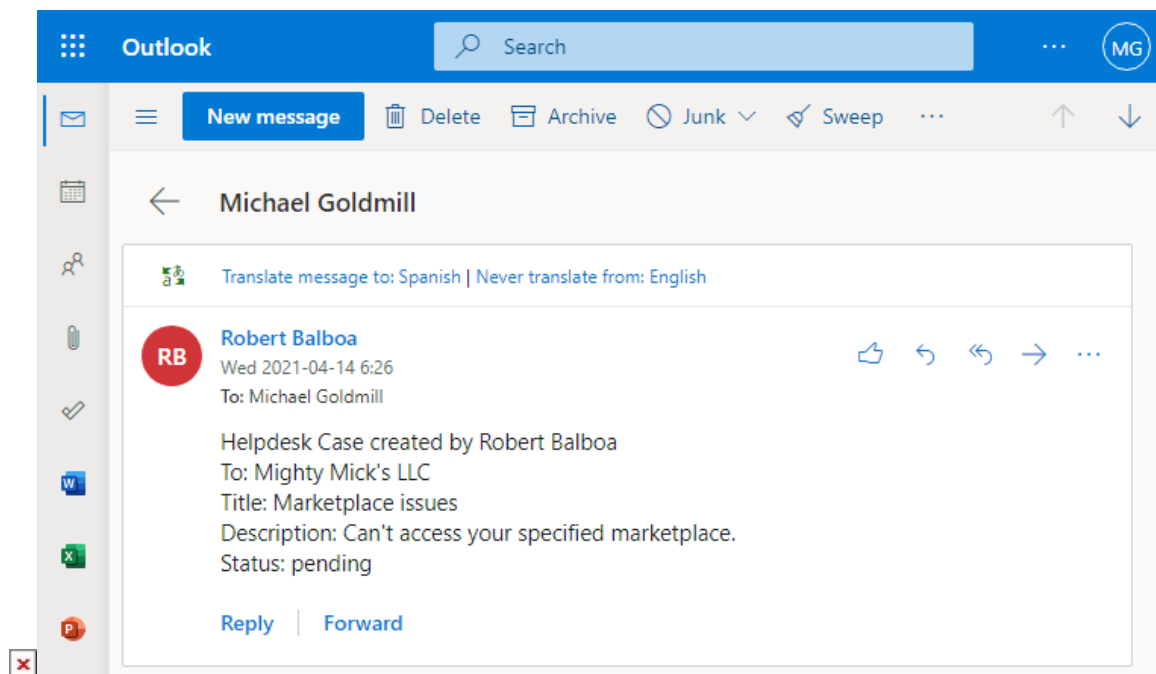 Outlook
Search
MG
New message
Delete
Archive
Junk
Sweep
Michael Goldmill
Translate message to: Spanish | Never translate from: English
RB
Robert Balboa
Wed 2021-04-14 6:26
To: Michael Goldmill
Helpdesk Case created by Robert Balboa
To: Mighty Mick's LLC
Title: Marketplace issues
Description: Can't access your specified marketplace.
Status: pending
Reply
Forward